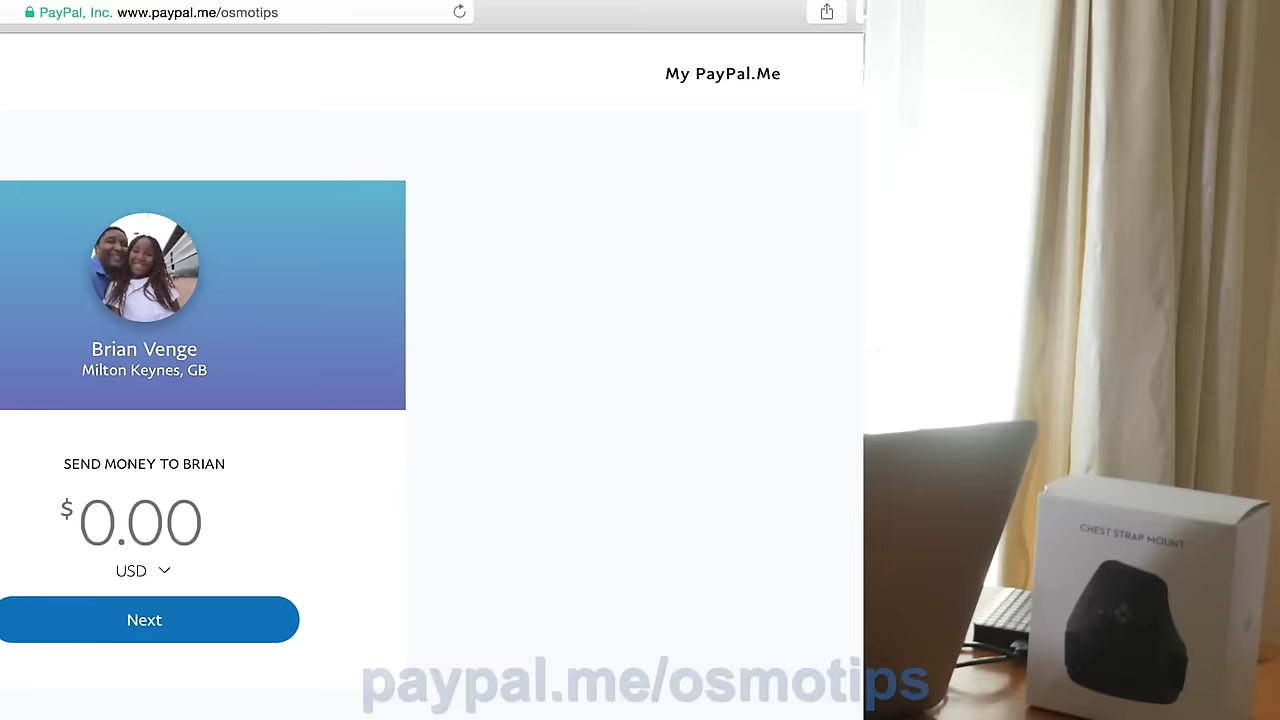 PayPal, Inc. www.paypal.me/osmotips
My PayPal.Me
Brian Venge
Milton Keynes, GB
SEND MONEY TO BRIAN
$0.00
USD
Next
CHEST STRAP MOUNT
paypal.me/osmotips